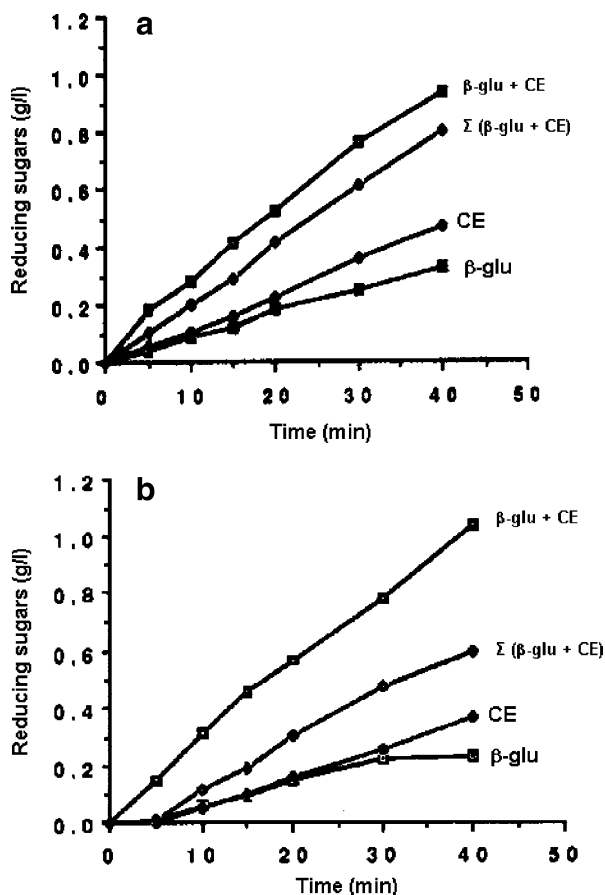 a
1.2
1.0
0.8
0.6
0.4
0.2
0.0
Reducing sugars (g/l)
β-glu + CE
Σ (β-glu + CE)
CE
β-glu
0 10 20 30 40 50
Time (min)
b
1.2
1.0
0.8
0.6
0.4
0.2
0.0
Reducing sugars (g/l)
β-glu + CE
Σ (β-glu + CE)
CE
β-glu
0 10 20 30 40 50
Time (min)